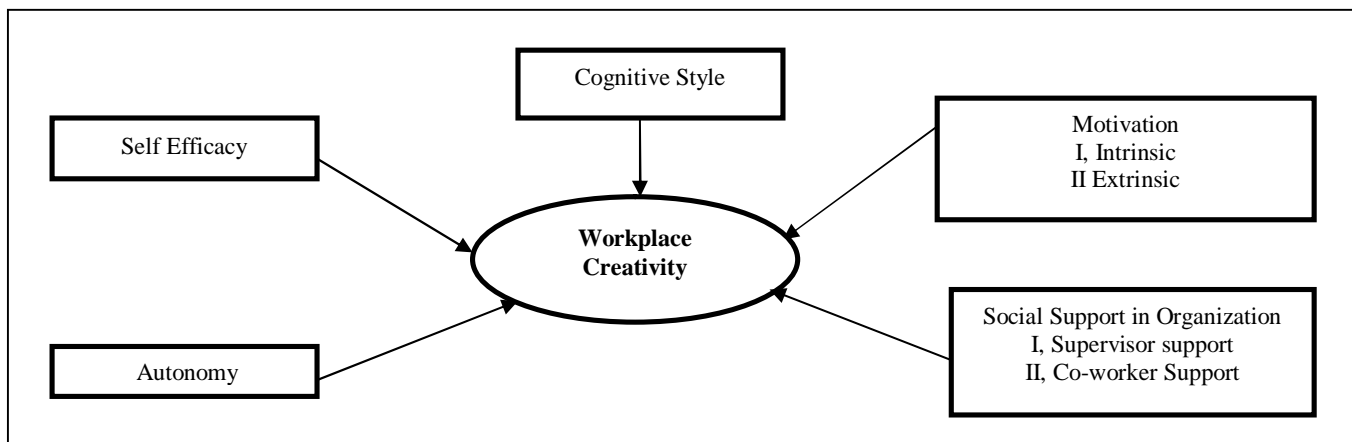 Cognitive Style
Self Efficacy
Motivation
I, Intrinsic
II Extrinsic
Workplace
Creativity
Social Support in Organization
I, Supervisor support
II, Co-worker Support
Autonomy